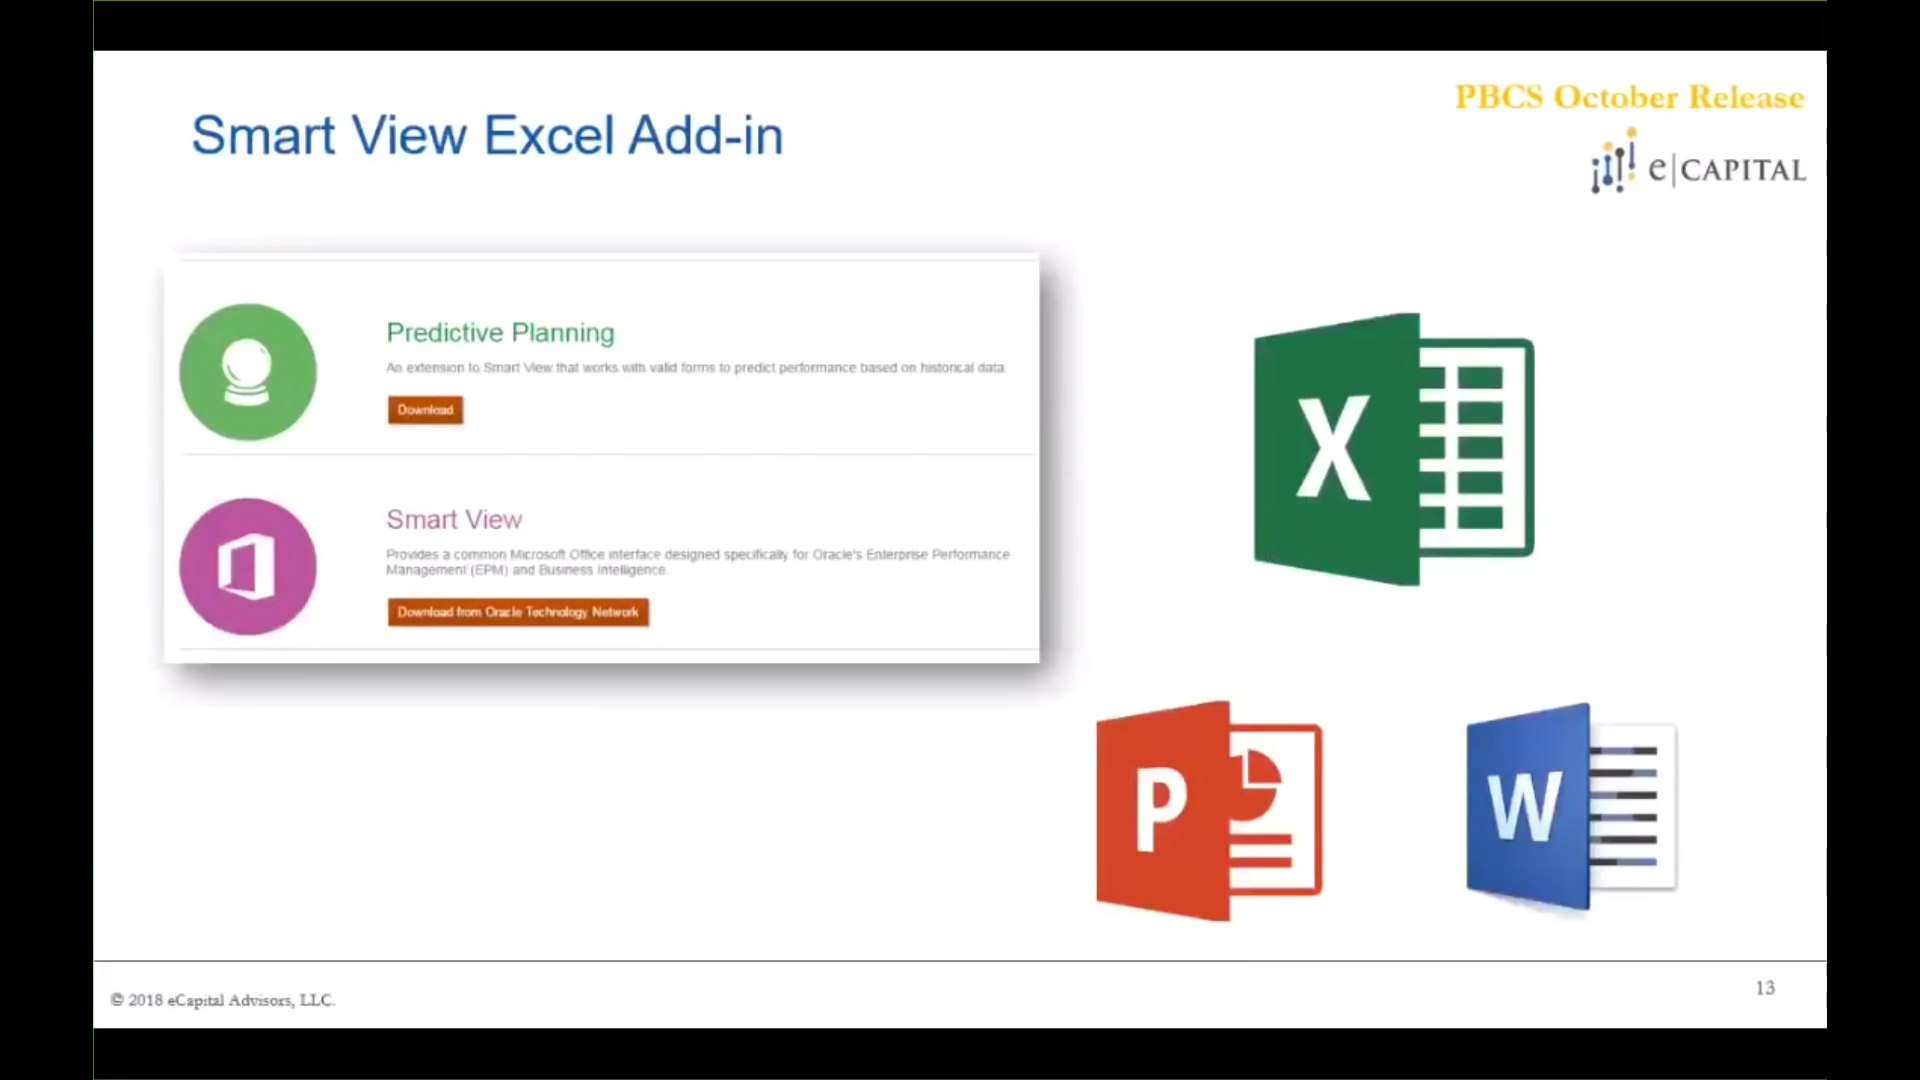 PBCS October Release
Smart View Excel Add-in
e|CAPITAL
Predictive Planning
An extension to Smart View that works with valid forms to predict performance based on historical data.
Download
Smart View
Provides a common Microsoft Office interface designed specifically for Oracle's Enterprise Performance
Management (EPM) and Business Intelligence.
Download from Oracle Technology Network
X
P
W
© 2018 eCapital Advisors, LLC.
13